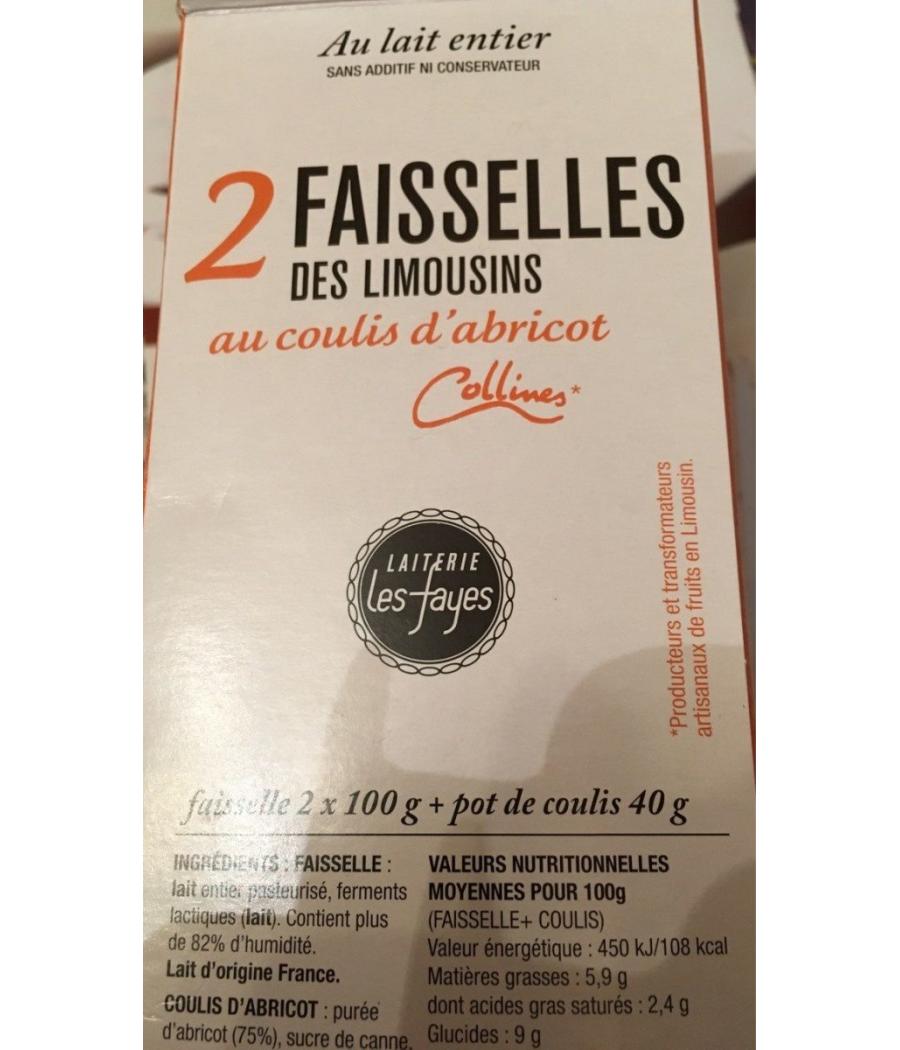 Au lait entier
SANS ADDITIF NI CONSERVATEUR
2 FAISSELLES
DES LIMOUSINS
au coulis d'abricot
Collines*
LAITERIE
les fayes
*Producteurs et transformateurs
artisanaux de fruits en Limousin.
faisselle 2 x 100 g + pot de coulis 40 g
INGRÉDIENTS : FAISSELLE :
lait entier pasteurisé, ferments
lactiques (lait). Contient plus
de 82% d'humidité.
Lait d'origine France.
COULIS D'ABRICOT : purée
d'abricot (75%), sucre de canne.
VALEURS NUTRITIONNELLES
MOYENNES POUR 100g
(FAISSELLE+ COULIS)
Valeur énergétique : 450 kJ/108 kcal
Matières grasses : 5,9 g
dont acides gras saturés : 2,4 g
Glucides : 9 g